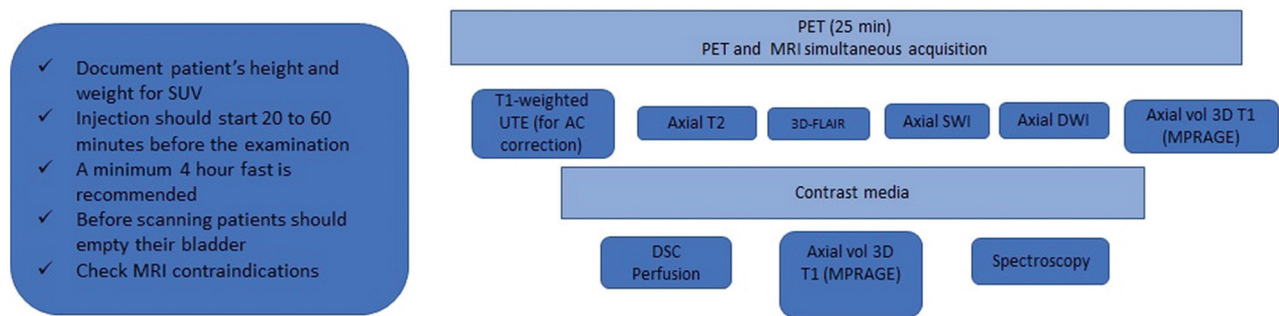 ✓ Document patient's height and
weight for SUV
✓ Injection should start 20 to 60
minutes before the examination
✓ A minimum 4 hour fast is
recommended
✓ Before scanning patients should
empty their bladder
✓ Check MRI contraindications
PET (25 min)
PET and MRI simultaneous acquisition
T1-weighted
UTE (for AC
correction)
Axial T2
3D-FLAIR
Axial SWI
Axial DWI
Axial vol 3D T1
(MPRAGE)
Contrast media
DSC
Perfusion
Axial vol 3D
T1 (MPRAGE)
Spectroscopy